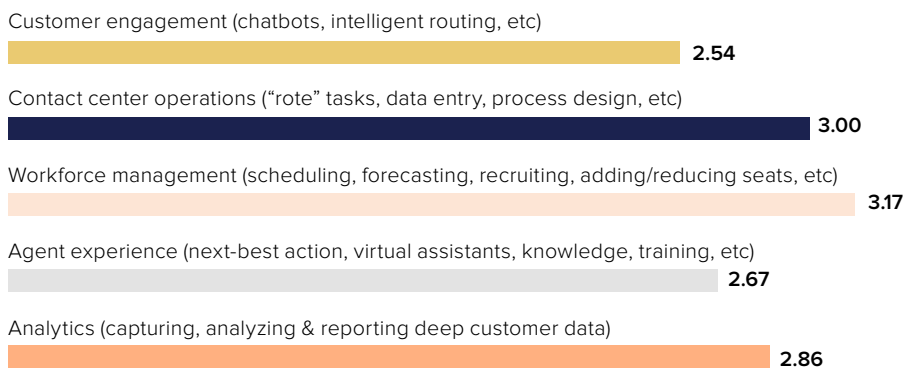 Customer engagement (chatbots, intelligent routing, etc)
2.54
Contact center operations (“rote” tasks, data entry, process design, etc)
3.00
Workforce management (scheduling, forecasting, recruiting, adding/reducing seats, etc)
3.17
Agent experience (next-best action, virtual assistants, knowledge, training, etc)
2.67
Analytics (capturing, analyzing & reporting deep customer data)
2.86